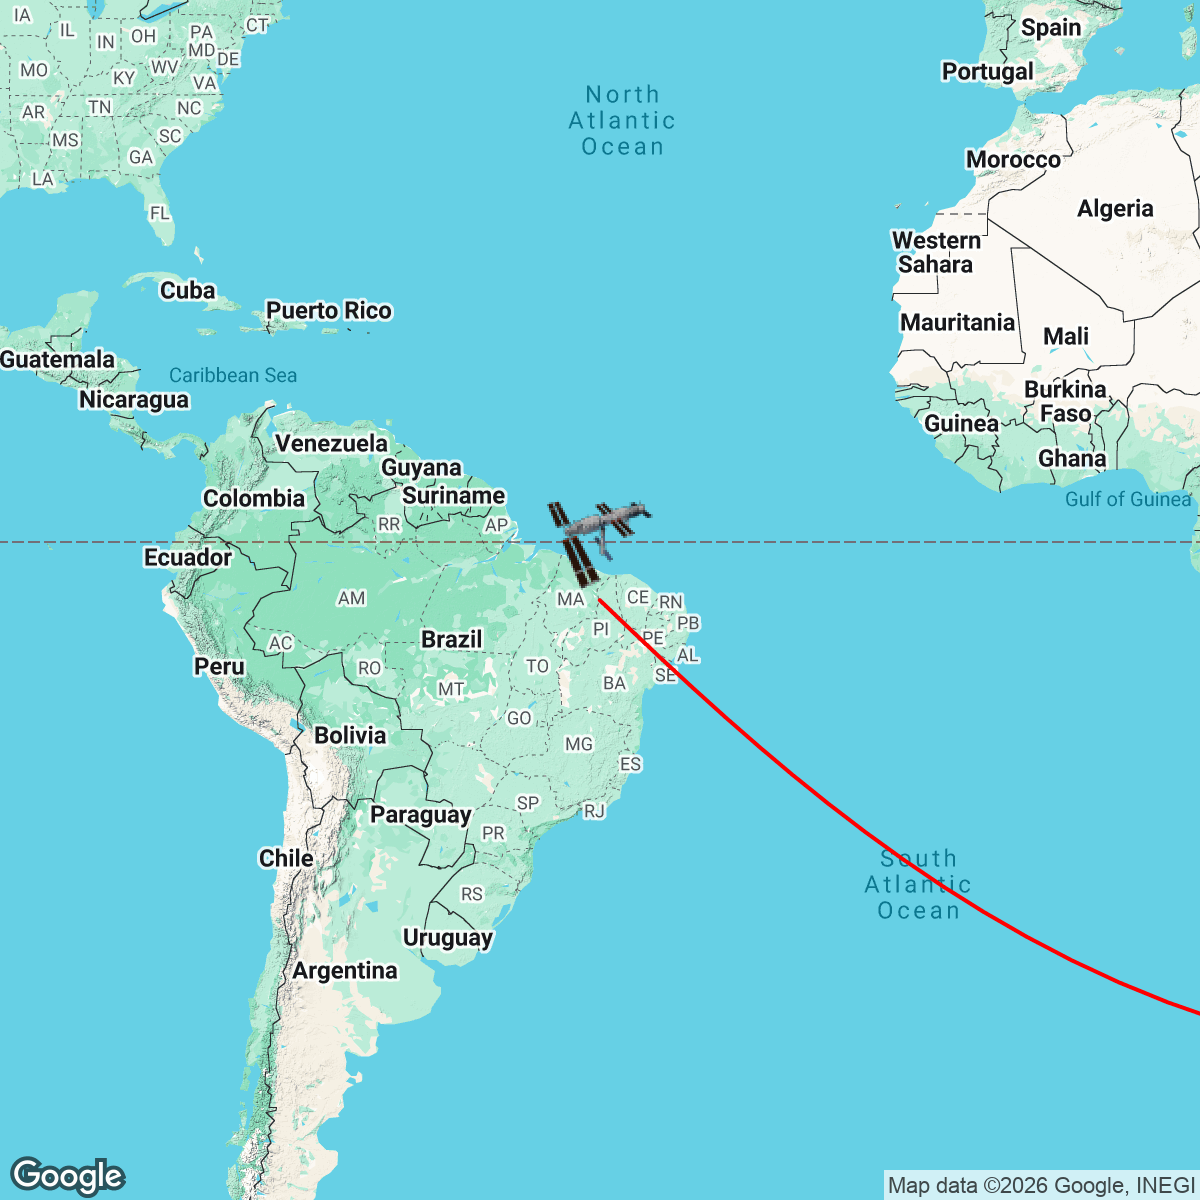 IA
IL
IN
OH
PA
CT
MD
DE
MO
KY
WV
VA
AR
TN
NC
MS
SC
GA
LA
FL
North
Atlantic
Ocean
Spain
Portugal
Morocco
Algeria
Western
Sahara
Mauritania
Mali
Burkina
Faso
Guinea
Ghana
Gulf of Guinea
Cuba
Puerto Rico
Guatemala
Caribbean Sea
Nicaragua
Venezuela
Guyana
Suriname
Colombia
RR
AP
Ecuador
AM
MA
CE
RN
PB
PI
PE
AL
SE
AC
Brazil
RO
TO
BA
Peru
MT
GO
Bolivia
MG
ES
SP
RJ
Paraguay
PR
Chile
RS
Uruguay
Argentina
South
Atlantic
Ocean
Google
Map data ©2026 Google, INEGI